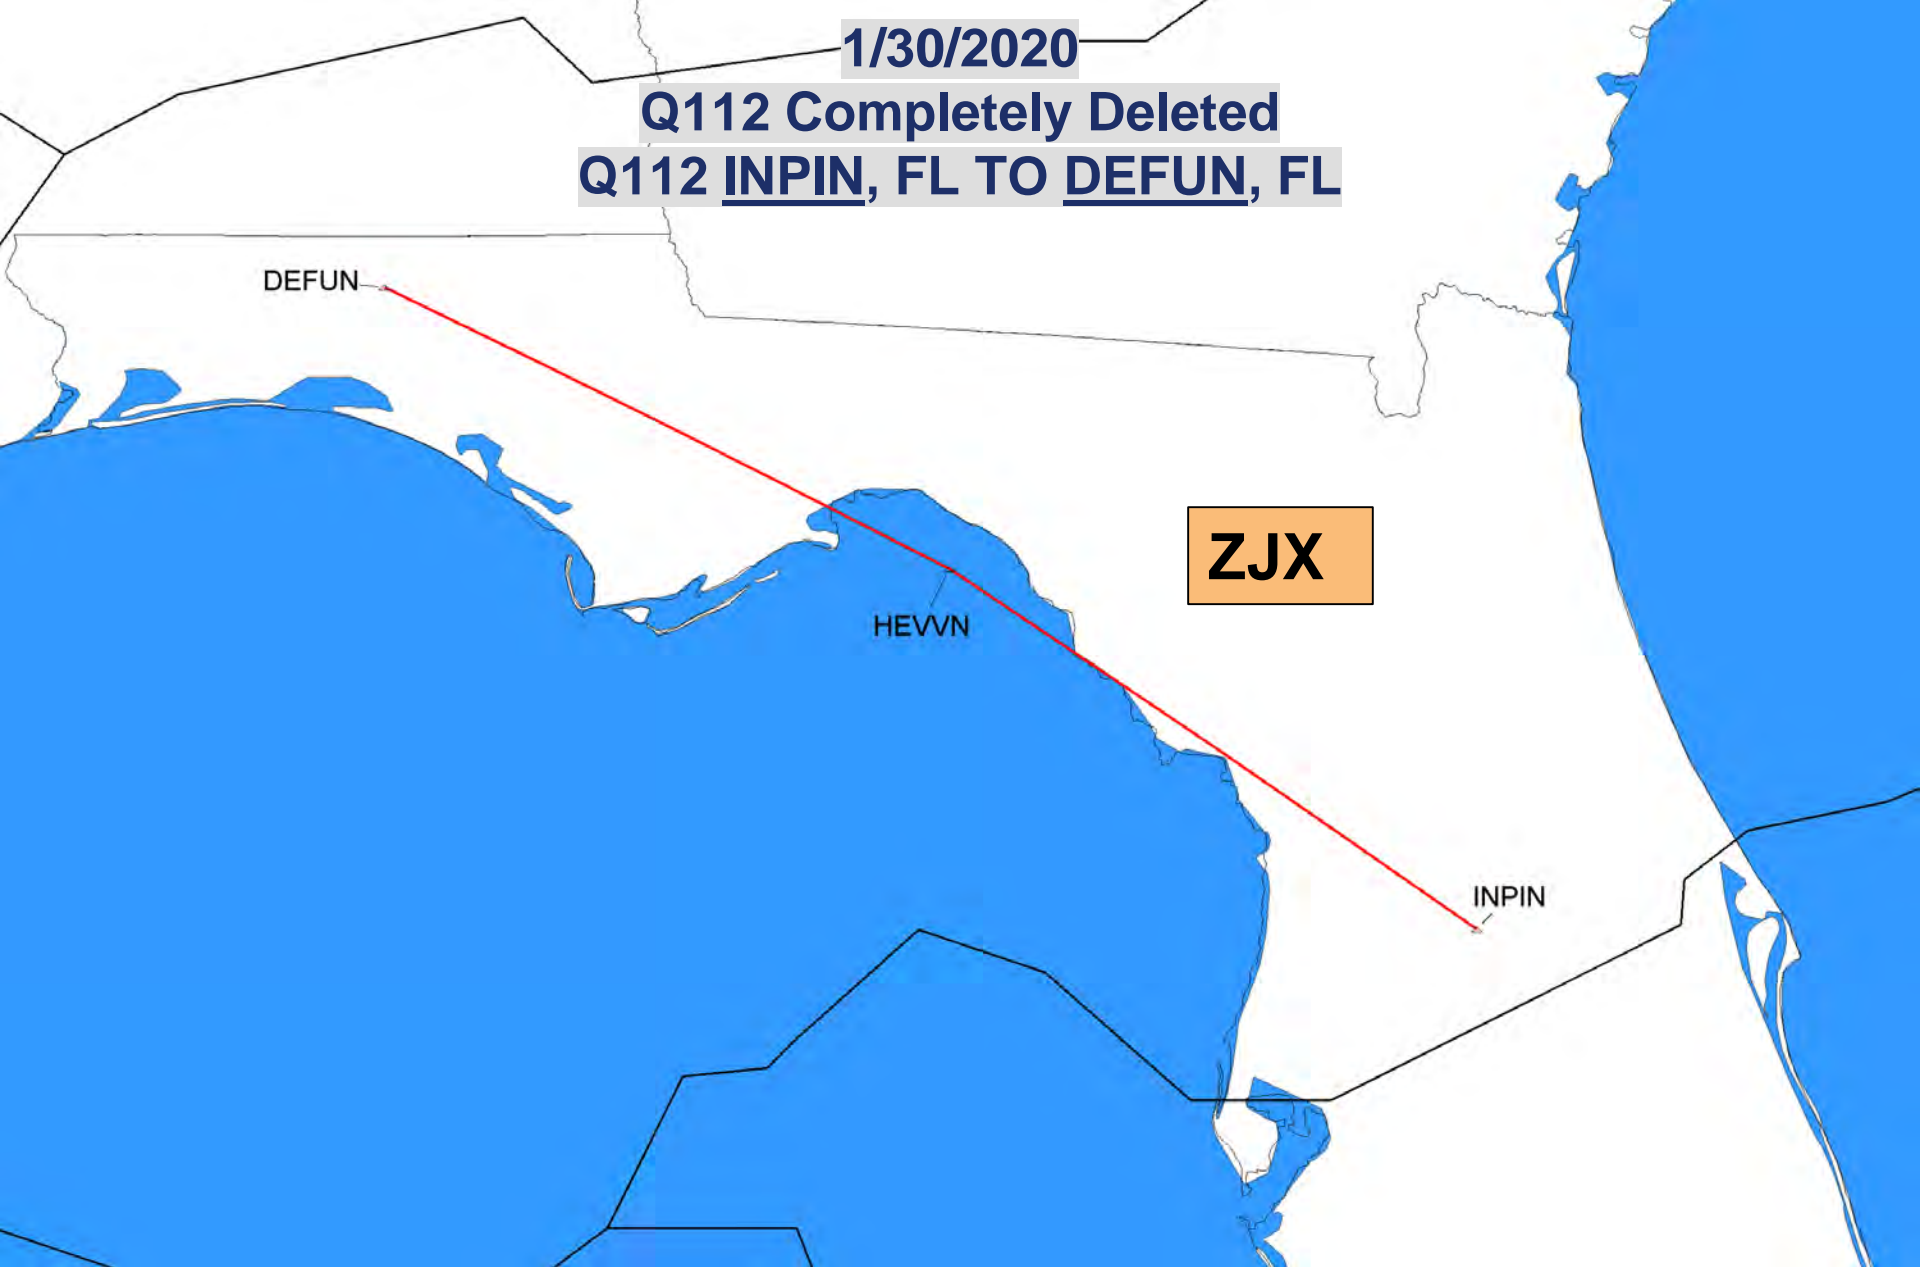 1/30/2020
Q112 Completely Deleted
Q112 INPIN, FL TO DEFUN, FL
DEFUN
ZJX
HEVVN
INPIN